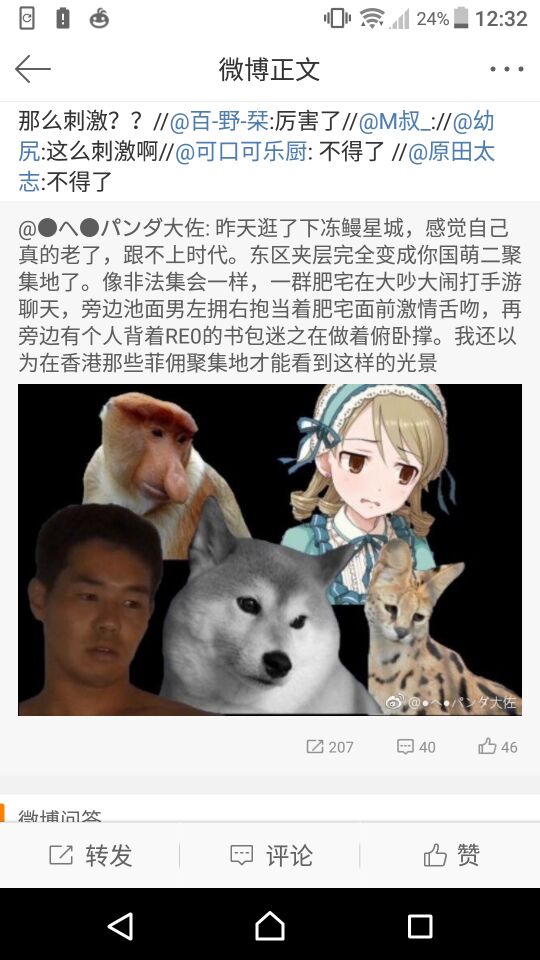 24% 12:32
微博正文
那么刺激？？//@百-野-栞:厉害了//@M叔_://@幼
尻:这么刺激啊//@可口可乐厨: 不得了 //@原田太
志:不得了
@●へ●パンダ大佐: 昨天逛了下冻鳗星城，感觉自己
真的老了，跟不上时代。东区夹层完全变成你国萌二聚
集地了。像非法集会一样，一群肥宅在大吵大闹打手游
聊天，旁边池面男左拥右抱当着肥宅面前激情舌吻，再
旁边有个人背着RE0的书包迷之在做着俯卧撑。我还以
为在香港那些菲佣聚集地才能看到这样的光景
@●へ●パンダ大佐
207 40 46
微博问答
转发 评论 赞